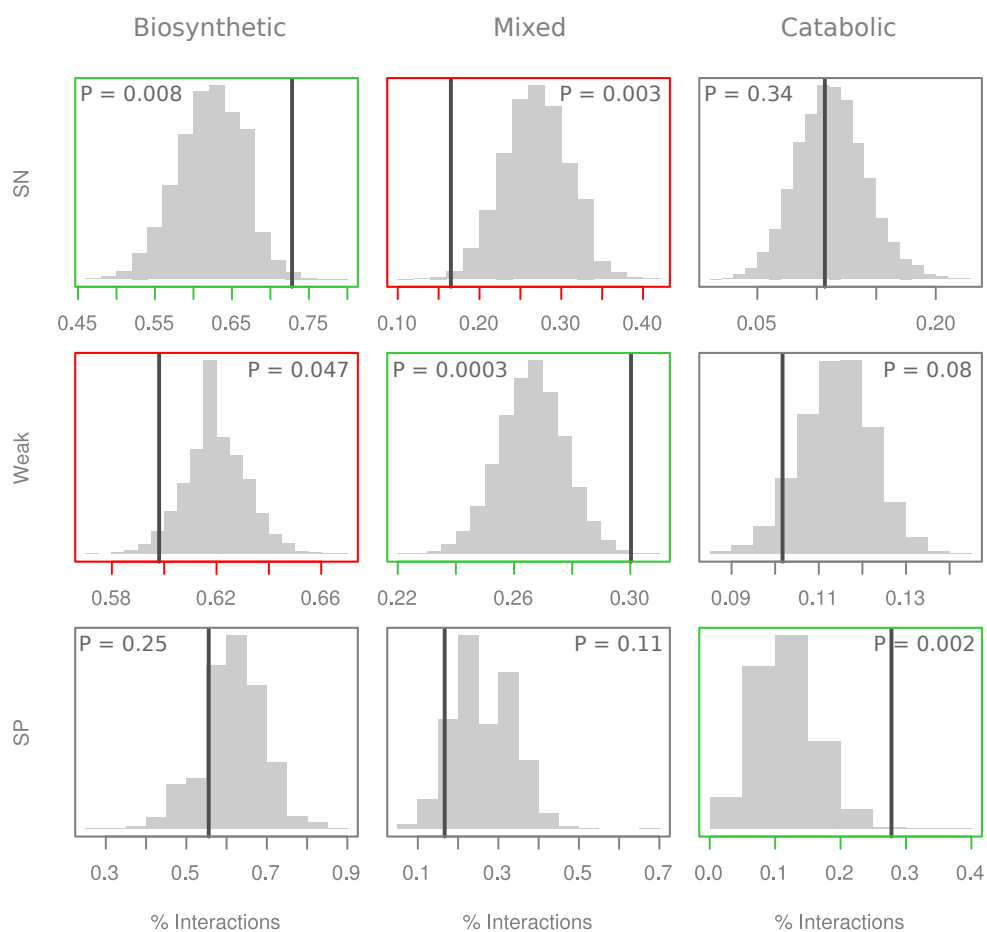 Biosynthetic Mixed Catabolic
SN
P = 0.008
0.45 0.55 0.65 0.75
P = 0.003
0.10 0.20 0.30 0.40
P = 0.34
0.05 0.20
Weak
P = 0.047
0.58 0.62 0.66
P = 0.0003
0.22 0.26 0.30
P = 0.08
0.09 0.11 0.13
SP
P = 0.25
0.3 0.5 0.7 0.9
P = 0.11
0.1 0.3 0.5 0.7
P = 0.002
0.0 0.1 0.2 0.3 0.4
% Interactions % Interactions % Interactions